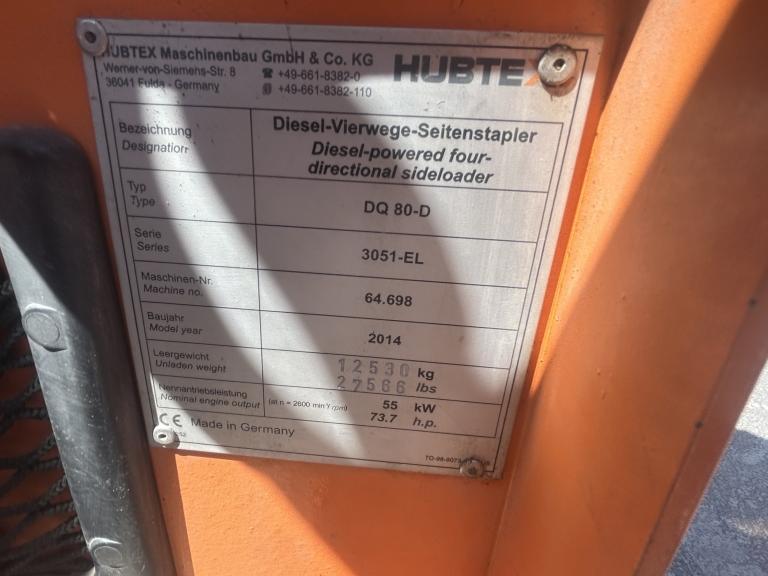 HUBTEX Maschinenbau GmbH & Co. KG
Werner-von-Siemens-Str. 8 ☎ +49-661-8382-0
36041 Fulda - Germany +49-661-8382-110
HUBTEX
Bezeichnung Diesel-Vierwege-Seitenstapler
Designation Diesel-powered four-
directional sideloader
Typ
Type DQ 80-D
Serie
Series 3051-EL
Maschinen-Nr.
Machine no. 64.698
Baujahr
Model year 2014
Leergewicht 12530 kg
Unladen weight 27566 lbs
Nennantriebsleistung (at n = 2600 min⁻¹/rpm) 55 kW
Nominal engine output 73.7 h.p.
CE Made in Germany